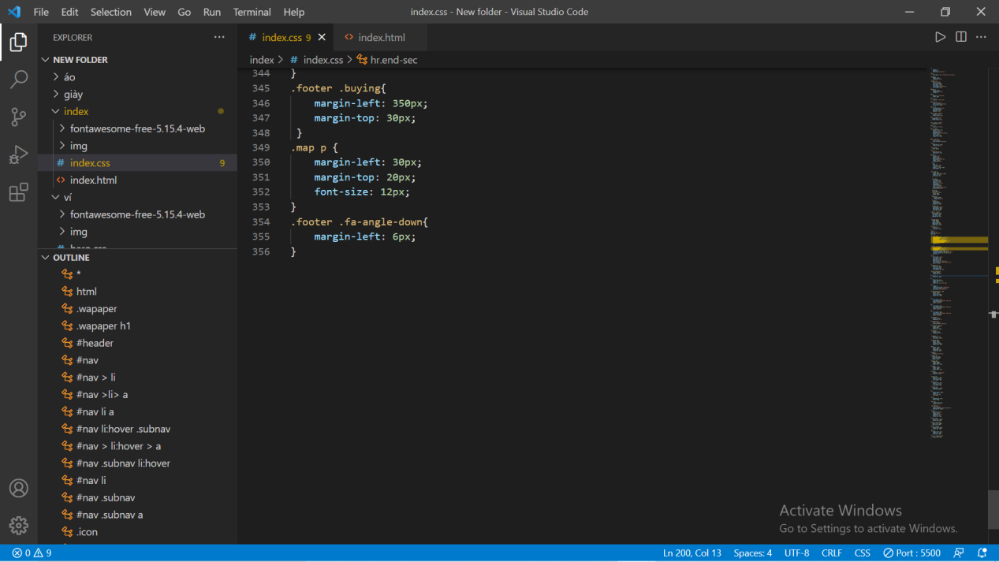 File Edit Selection View Go Run Terminal Help
index.css - New folder - Visual Studio Code
EXPLORER
NEW FOLDER
áo
giày
index
fontawesome-free-5.15.4-web
img
# index.css 9
<> index.html
ví
fontawesome-free-5.15.4-web
img
OUTLINE
*
html
.wapaper
.wapaper h1
#header
#nav
#nav > li
#nav >li> a
#nav li a
#nav li:hover .subnav
#nav > li:hover > a
#nav .subnav li:hover
#nav li
#nav .subnav
#nav .subnav a
.icon
# index.css 9
<> index.html
index > # index.css > hr.end-sec
344 }
345 .footer .buying{
346 margin-left: 350px;
347 margin-top: 30px;
348 }
349 .map p {
350 margin-left: 30px;
351 margin-top: 20px;
352 font-size: 12px;
353 }
354 .footer .fa-angle-down{
355 margin-left: 6px;
356 }
Activate Windows
Go to Settings to activate Windows.
0 9
Ln 200, Col 13 Spaces: 4 UTF-8 CRLF CSS Port : 5500